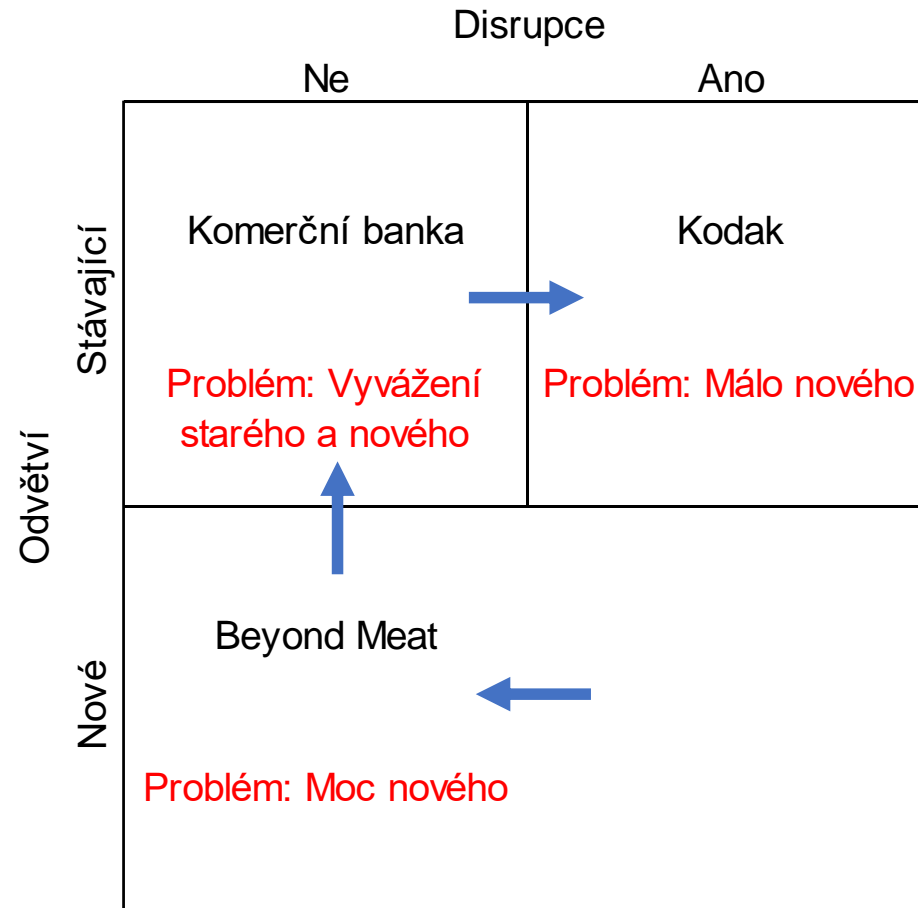 Disrupce
Ne
Ano
Odvětví
Stávající
Komerční banka
Kodak
Problém: Vyvážení
starého a nového
Problém: Málo nového
Nové
Beyond Meat
Problém: Moc nového